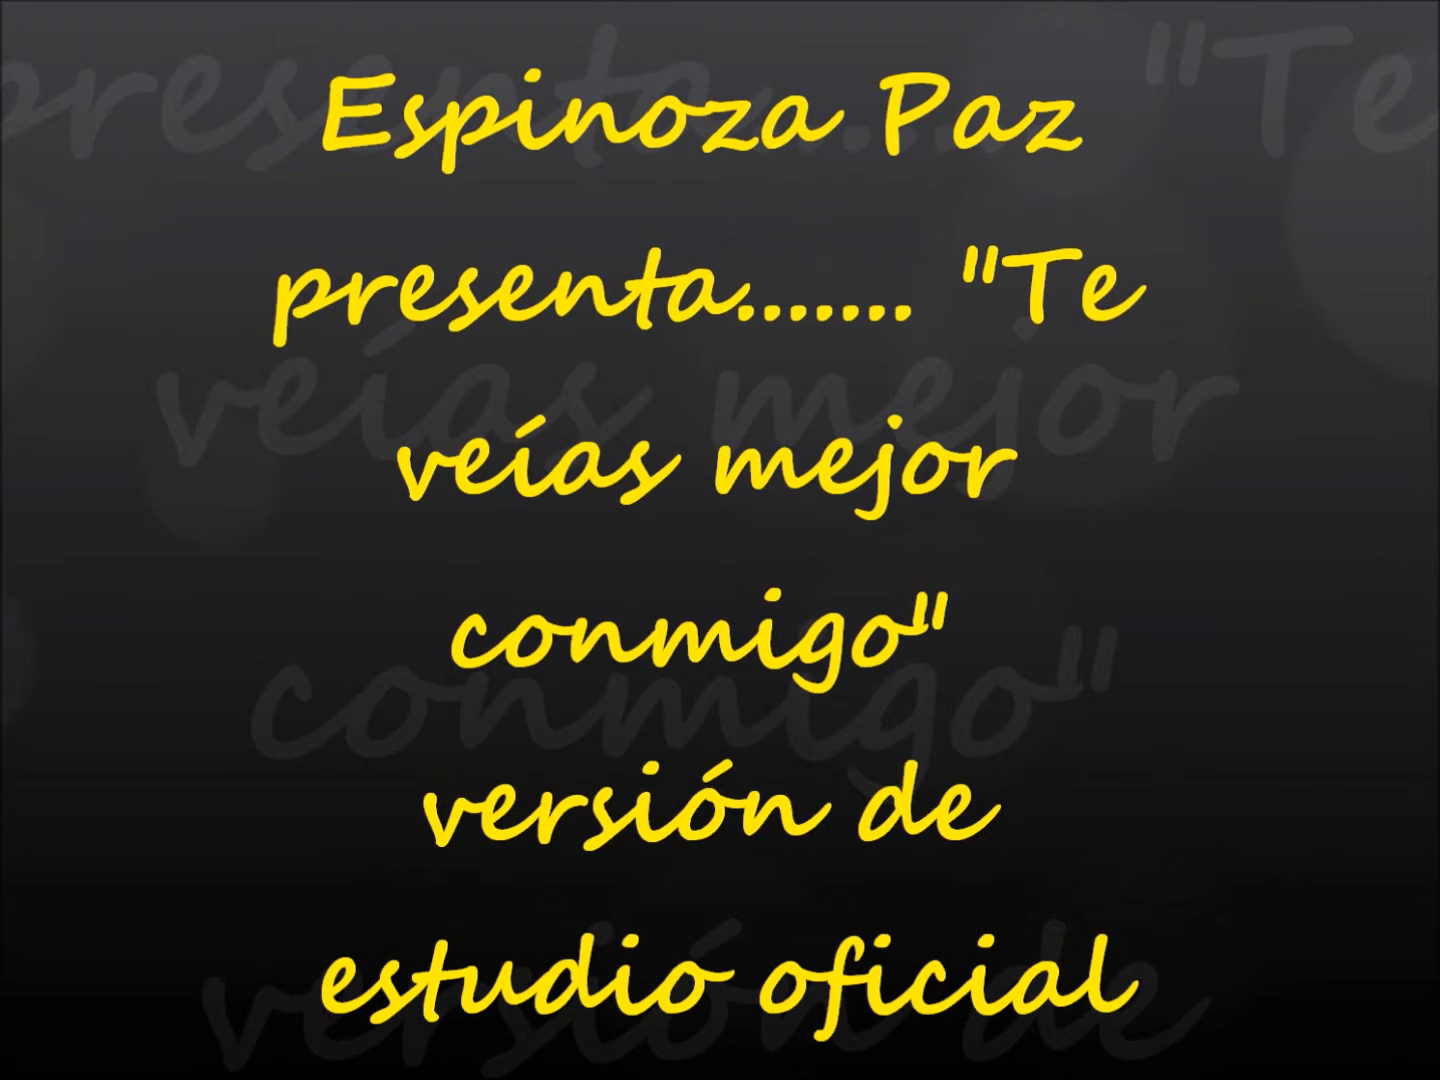 Espinoza Paz
presenta....... "Te
veías mejor
conmigo"
versión de
estudio oficial